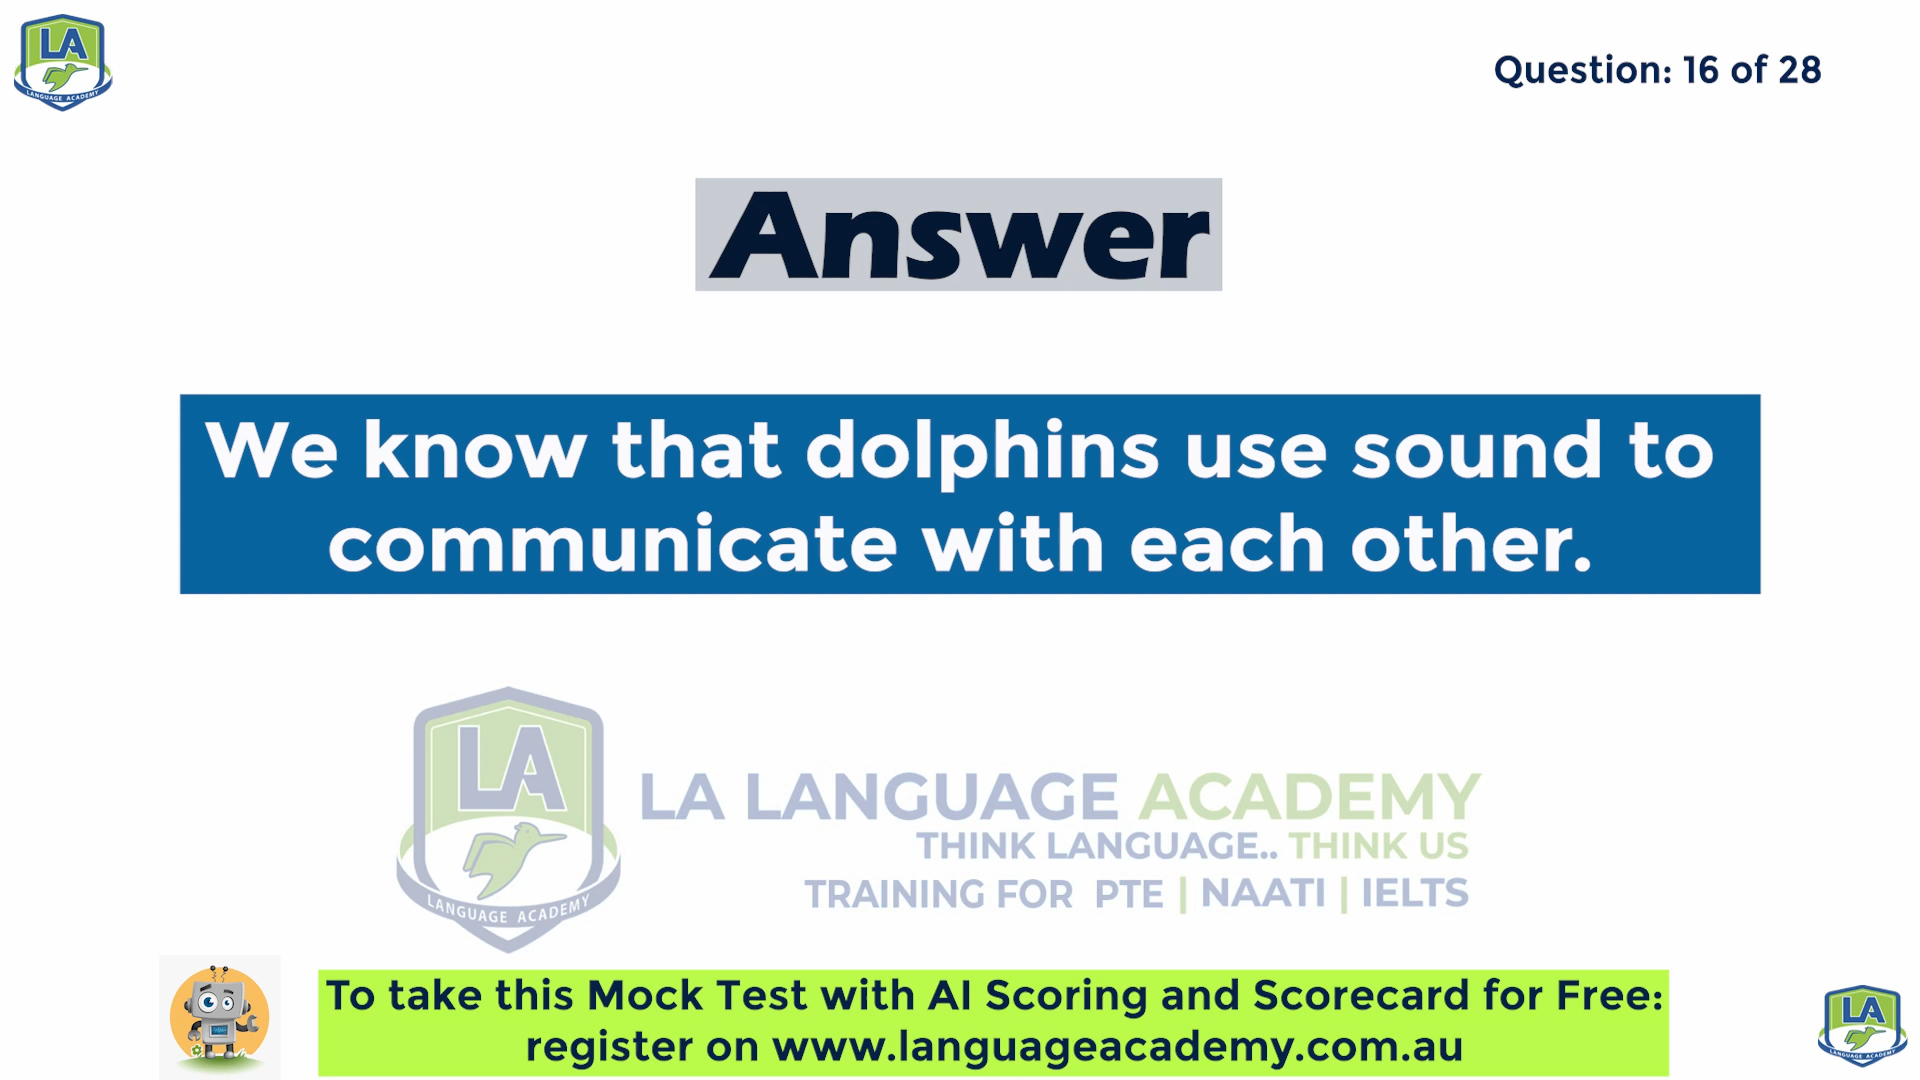 LA
LANGUAGE ACADEMY
Question: 16 of 28
Answer
We know that dolphins use sound to
communicate with each other.
LA
LANGUAGE ACADEMY
LA LANGUAGE ACADEMY
THINK LANGUAGE.. THINK US
TRAINING FOR PTE | NAATI | IELTS
To take this Mock Test with AI Scoring and Scorecard for Free:
register on www.languageacademy.com.au
LA
LANGUAGE ACADEMY